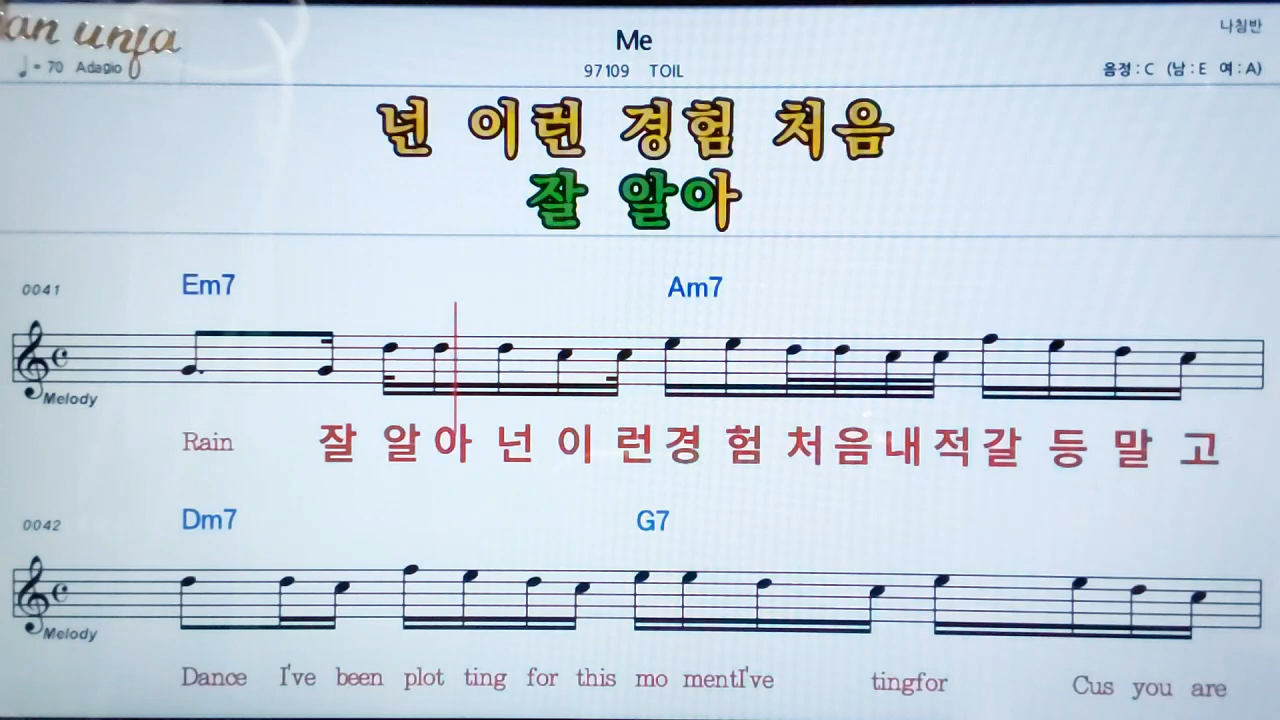 Me
나침반
♩= 70 Adagio
97109 TOIL
음정 : C (남 : E 여 : A)
넌 이런 경험 처음
잘 알아
0041
Em7 Am7
Melody
Rain 잘 알 아 넌 이 런 경 험 처 음 내 적 갈 등 말 고
0042
Dm7 G7
Melody
Dance I've been plot ting for this mo mentI've tingfor Cus you are